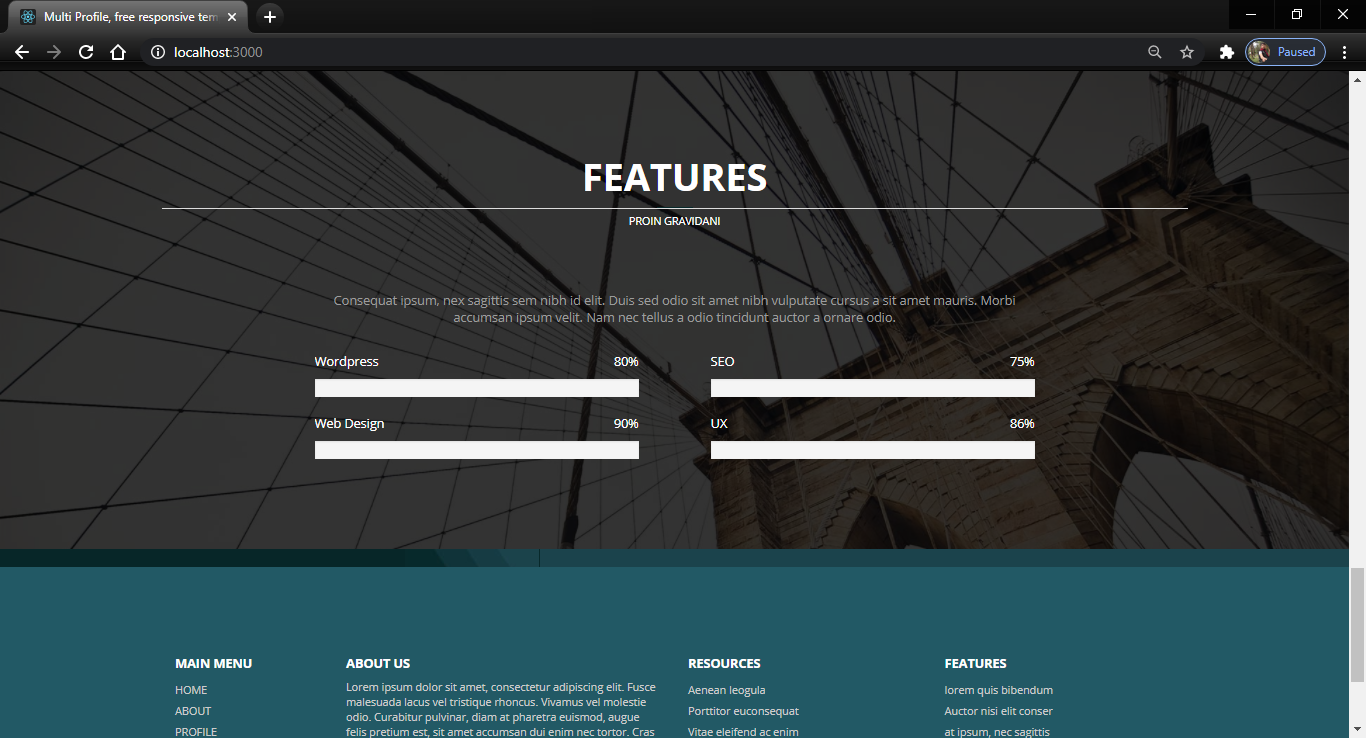 Multi Profile, free responsive tem
localhost:3000
Paused
FEATURES
PROIN GRAVIDANI
Consequat ipsum, nex sagittis sem nibh id elit. Duis sed odio sit amet nibh vulputate cursus a sit amet mauris. Morbi
accumsan ipsum velit. Nam nec tellus a odio tincidunt auctor a ornare odio.
Wordpress 80%
SEO 75%
Web Design 90%
UX 86%
MAIN MENU
HOME
ABOUT
PROFILE
ABOUT US
Lorem ipsum dolor sit amet, consectetur adipiscing elit. Fusce
malesuada lacus vel tristique rhoncus. Vivamus vel molestie
odio. Curabitur pulvinar, diam at pharetra euismod, augue
felis pretium est, sit amet accumsan dui enim nec tortor. Cras
RESOURCES
Aenean leogula
Porttitor euconsequat
Vitae eleifend ac enim
FEATURES
lorem quis bibendum
Auctor nisi elit conser
at ipsum, nec sagittis